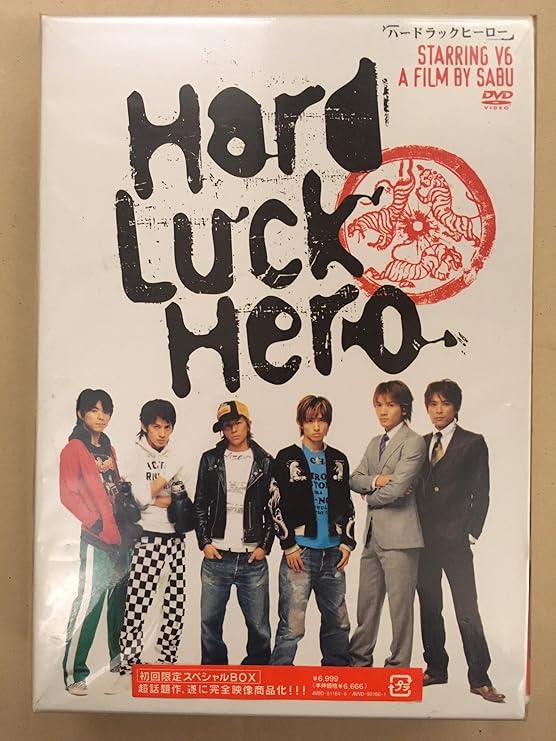 ハードラックヒーロー
STARRING V6
A FILM BY SABU
DVD
VIDEO
Hard
Luck
Hero
初回限定スペシャルBOX
超話題作、遂に完全映像商品化!!!
¥6,999
(本体価格¥6,666)
プラ